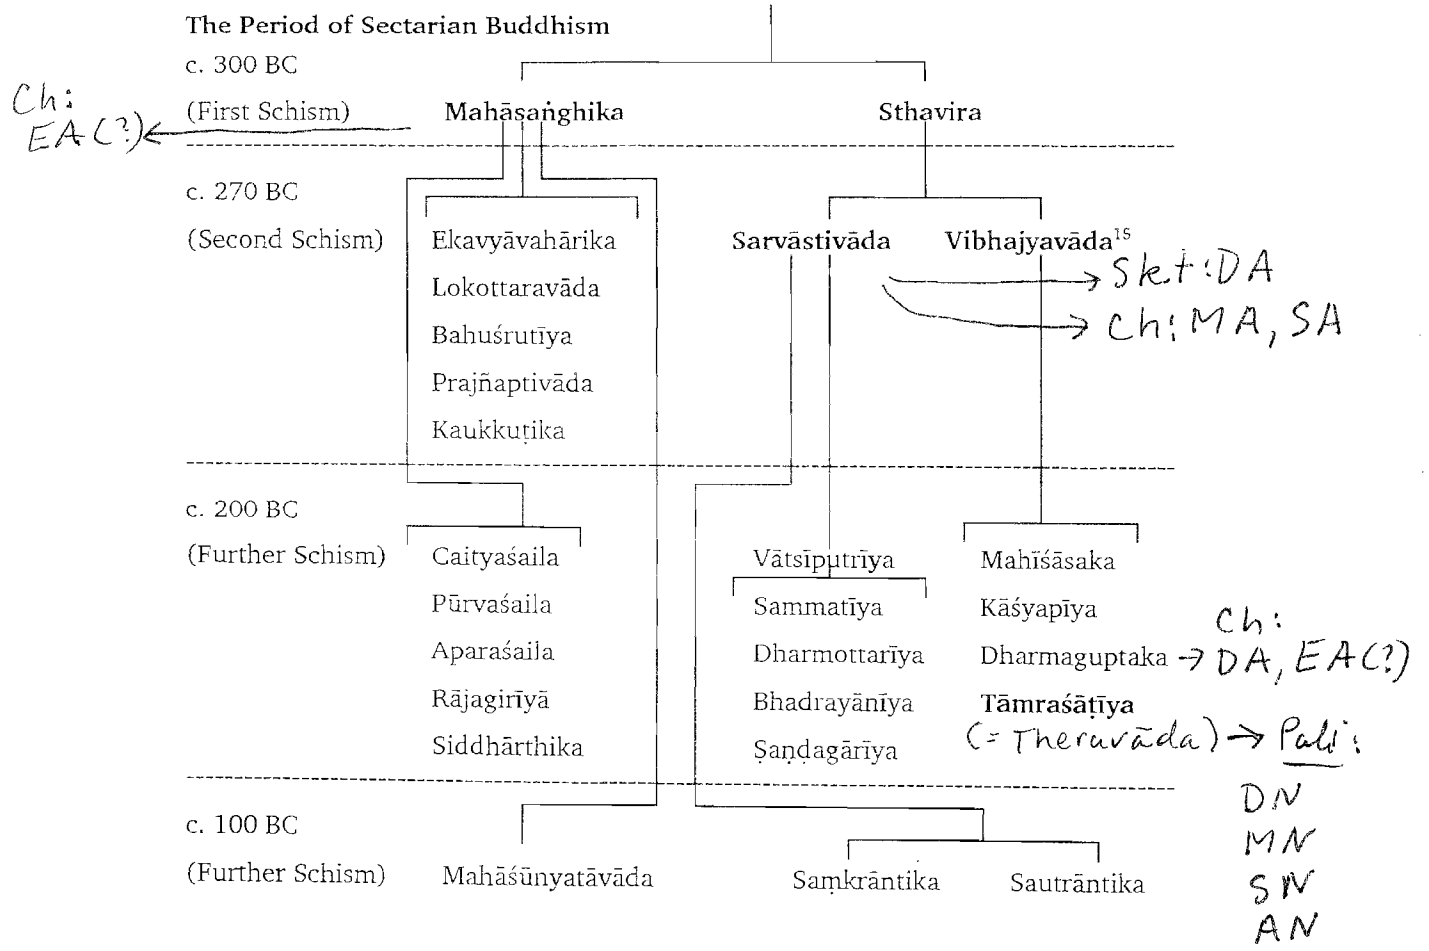 The Period of Sectarian Buddhism
c. 300 BC
(First Schism)
Mahāsaṅghika
Sthavira
Ch:
EA(?)
c. 270 BC
(Second Schism)
Ekavyāvahārika
Lokottaravāda
Bahuśrutīya
Prajñaptivāda
Kaukkuṭika
Sarvāstivāda
Vibhajyavāda¹⁵
Skt: DA
Ch: MA, SA
c. 200 BC
(Further Schism)
Caityaśaila
Pūrvaśaila
Aparaśaila
Rājagirīyā
Siddhārthika
Vātsīputrīya
Sammatīya
Dharmottarīya
Bhadrayānīya
Ṣaṇḍagārīya
Mahīśāsaka
Kāśyapīya
Dharmaguptaka →
Ch:
DA, EA(?)
Tāmraśāṭīya
(= Theravāda) → Pali:
DN
MN
SN
AN
c. 100 BC
(Further Schism)
Mahāśūnyatāvāda
Saṃkrāntika
Sautrāntika